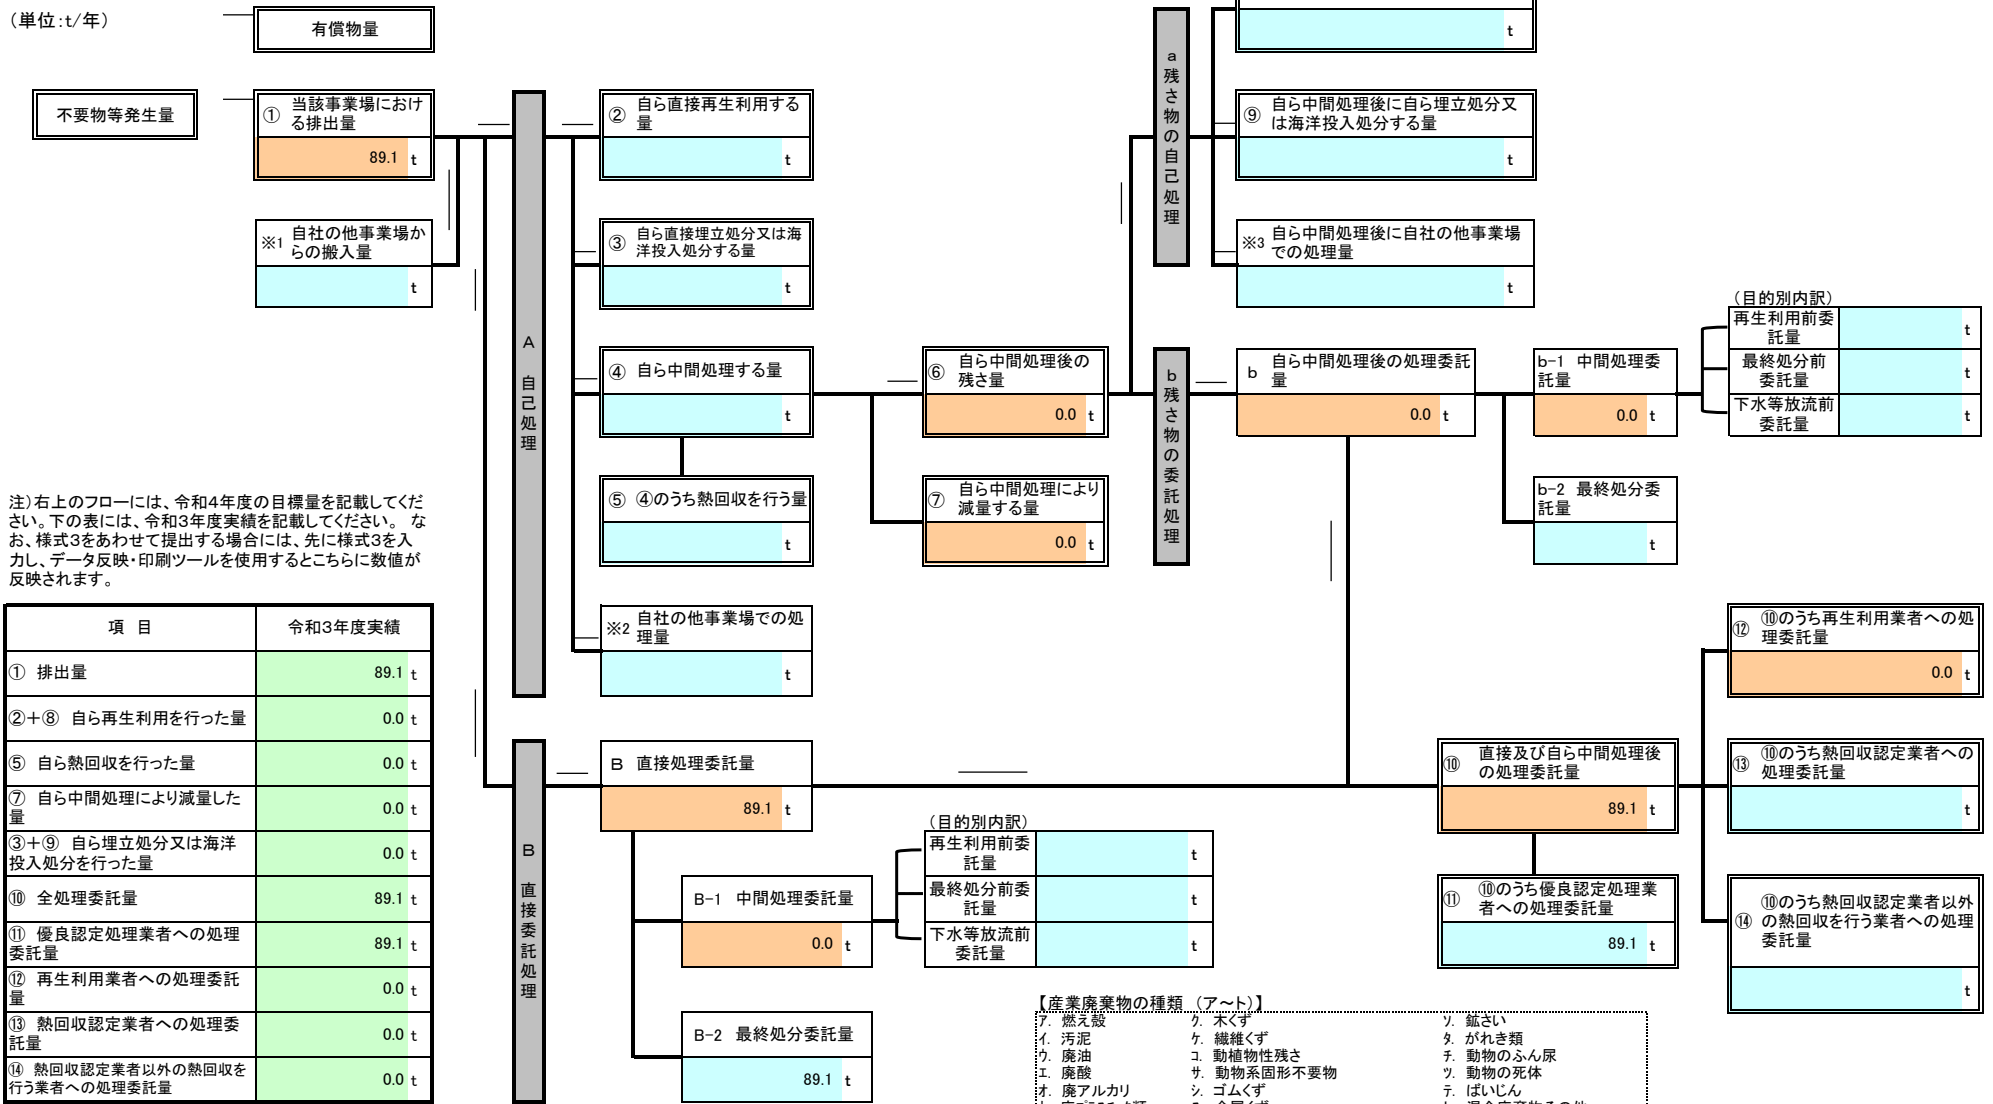 (単位:t/年)
有償物量
不要物等発生量
① 当該事業場におけ
る排出量
89.1 t
※1 自社の他事業場か
らの搬入量
t
A 自己処理
② 自ら直接再生利用する
量
t
③ 自ら直接埋立処分又は海
洋投入処分する量
t
④ 自ら中間処理する量
t
⑤ ④のうち熱回収を行う量
t
※2 自社の他事業場での処
理量
t
⑥ 自ら中間処理後の
残さ量
0.0 t
⑦ 自ら中間処理により
減量する量
0.0 t
a 残さ物の自己処理
t
⑨ 自ら中間処理後に自ら埋立処分又
は海洋投入処分する量
t
※3 自ら中間処理後に自社の他事業場
での処理量
t
b 残さ物の委託処理
b 自ら中間処理後の処理委託
量
0.0 t
b-1 中間処理委
託量
0.0 t
b-2 最終処分委
託量
t
(目的別内訳)
再生利用前委
託量
t
最終処分前
委託量
t
下水等放流前
委託量
t
注)右上のフローには、令和4年度の目標量を記載してくだ
さい。下の表には、令和3年度実績を記載してください。 な
お、様式3をあわせて提出する場合には、先に様式3を入
力し、データ反映・印刷ツールを使用するとこちらに数値が
反映されます。
項 目 令和3年度実績
① 排出量 89.1 t
②+⑧ 自ら再生利用を行った量 0.0 t
⑤ 自ら熱回収を行った量 0.0 t
⑦ 自ら中間処理により減量した
量 0.0 t
③+⑨ 自ら埋立処分又は海洋
投入処分を行った量 0.0 t
⑩ 全処理委託量 89.1 t
⑪ 優良認定処理業者への処理
委託量 89.1 t
⑫ 再生利用業者への処理委託
量 0.0 t
⑬ 熱回収認定業者への処理委
託量 0.0 t
⑭ 熱回収認定業者以外の熱回収を
行う業者への処理委託量 0.0 t
B 直接委託処理
B 直接処理委託量
89.1 t
B-1 中間処理委託量
0.0 t
B-2 最終処分委託量
89.1 t
(目的別内訳)
再生利用前委
託量
t
最終処分前委
託量
t
下水等放流前
委託量
t
⑩ 直接及び自ら中間処理後
の処理委託量
89.1 t
⑪ ⑩のうち優良認定処理業
者への処理委託量
89.1 t
⑫ ⑩のうち再生利用業者への処
理委託量
0.0 t
⑬ ⑩のうち熱回収認定業者への
処理委託量
t
⑭ ⑩のうち熱回収認定業者以外
の熱回収を行う業者への処理
委託量
t
【産業廃棄物の種類 (ア~ト)】
ア. 燃え殻 ク. 木くず ソ. 鉱さい
イ. 汚泥 ケ. 繊維くず タ. がれき類
ウ. 廃油 コ. 動植物性残さ チ. 動物のふん尿
エ. 廃酸 サ. 動物系固形不要物 ツ. 動物の死体
オ. 廃アルカリ シ. ゴムくず テ. ばいじん